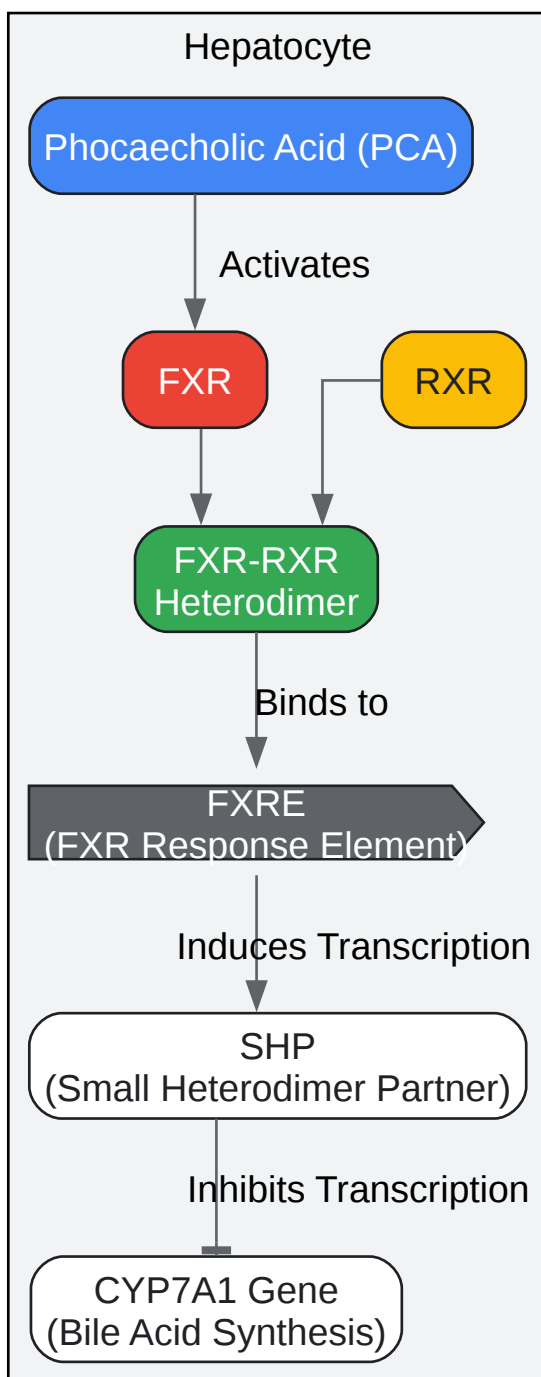 Hepatocyte
Phocaecholic Acid (PCA)
Activates
FXR
RXR
FXR-RXR
Heterodimer
Binds to
FXRE
(FXR Response Element)
Induces Transcription
SHP
(Small Heterodimer Partner)
Inhibits Transcription
CYP7A1 Gene
(Bile Acid Synthesis)